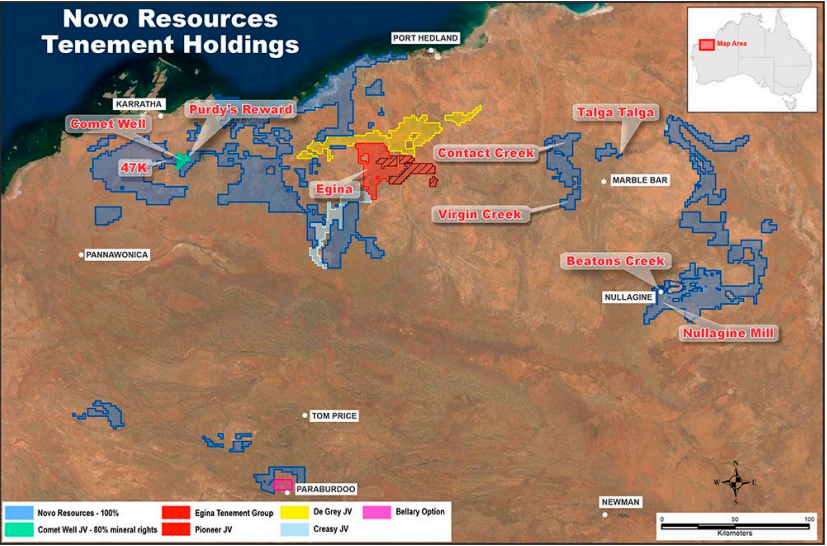 Novo Resources
Tenement Holdings
PORT HEDLAND
Map Area
KARRATHA
Purdy's Reward
Comet Well
Talga Talga
47K
Contact Creek
Egina
MARBLE BAR
Virgin Creek
PANNAWONICA
Beatons Creek
NULLAGINE
Nullagine Mill
TOM PRICE
PARABURDOO
NEWMAN
N
W E
S
Novo Resources - 100%
Egina Tenement Group
De Grey JV
Bellary Option
Comet Well JV - 80% mineral rights
Pioneer JV
Creasy JV
0 50 100
Kilometers